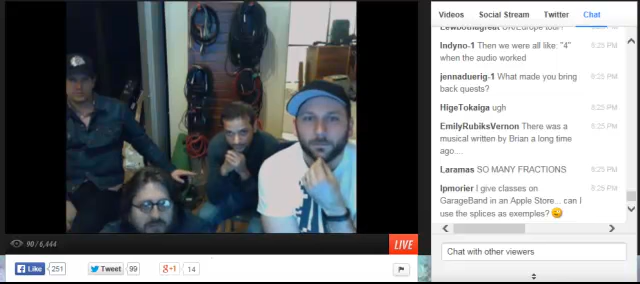 Videos Social Stream Twitter Chat
Lewbothagreat UK/Europe tour?
Indyno-1 Then we were all like: "4" 8:25 PM
when the audio worked
jennaduerig-1 What made you bring 8:25 PM
back quests?
HigeTokaiga ugh 8:25 PM
EmilyRubiksVernon There was a 8:25 PM
musical written by Brian a long time
ago....
Laramas SO MANY FRACTIONS 8:25 PM
lpmorier I give classes on 8:26 PM
GarageBand in an Apple Store... can I
use the splices as exemples?
90 / 6,444
LIVE
Like 251 Tweet 99 g+1 14
Chat with other viewers